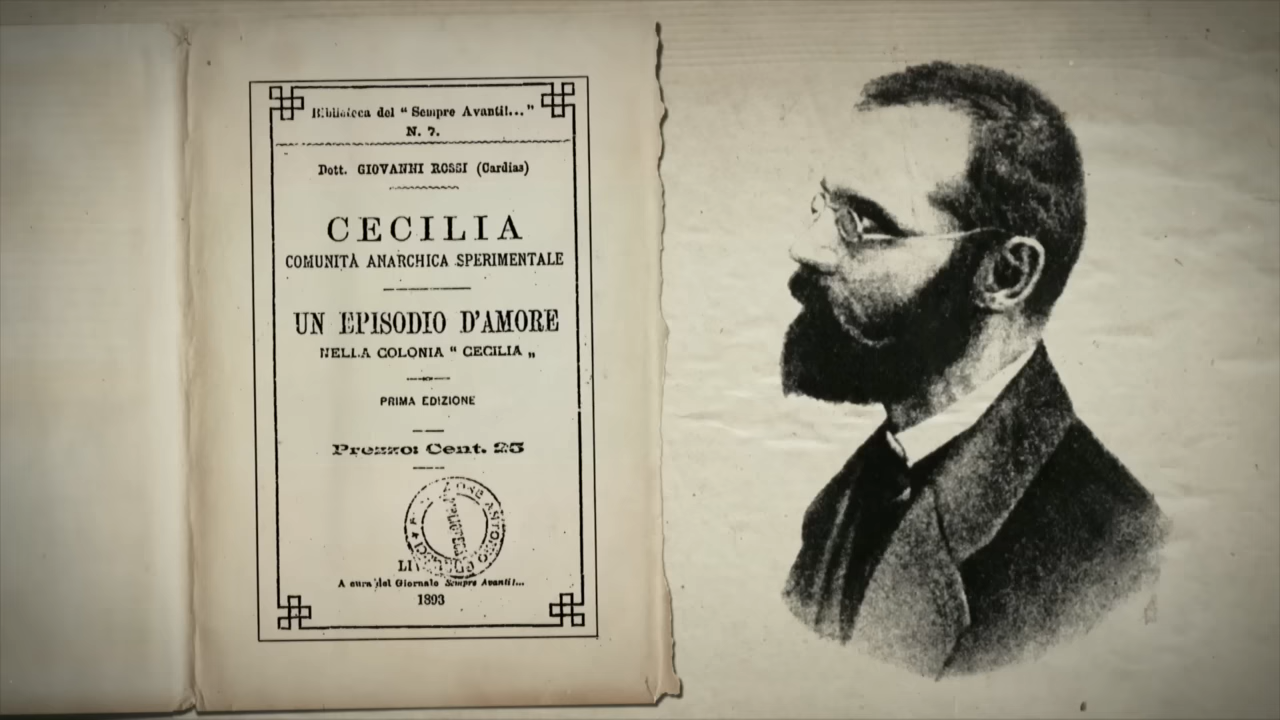 Biblioteca del " Sempre Avanti!... "
N. 7.
Dott. GIOVANNI ROSSI (Cardias)
CECILIA
COMUNITÀ ANARCHICA SPERIMENTALE
UN EPISODIO D'AMORE
NELLA COLONIA " CECILIA „
PRIMA EDIZIONE
Prezzo: Cent. 25
BIBLIOTECA
A cura del Giornale Sempre Avanti!...
1893